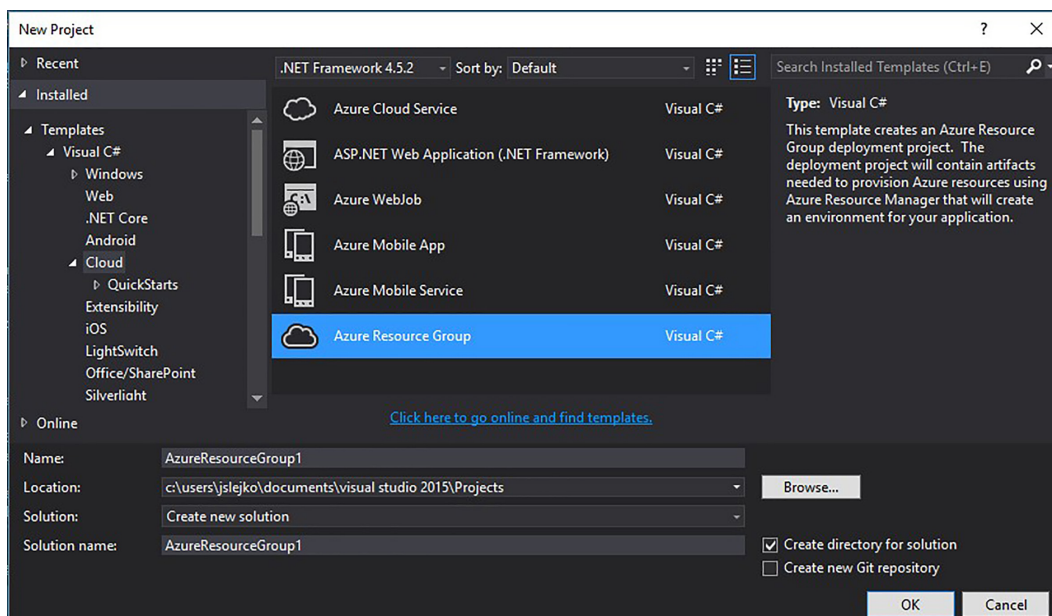 New Project
?
Recent
.NET Framework 4.5.2
Sort by:
Default
Search Installed Templates (Ctrl+E)
Installed
Templates
Visual C#
Windows
Web
.NET Core
Android
Cloud
QuickStarts
Extensibility
iOS
LightSwitch
Office/SharePoint
Silverlight
Online
Azure Cloud Service Visual C#
ASP.NET Web Application (.NET Framework) Visual C#
Azure WebJob Visual C#
Azure Mobile App Visual C#
Azure Mobile Service Visual C#
Azure Resource Group Visual C#
Click here to go online and find templates.
Type: Visual C#
This template creates an Azure Resource
Group deployment project. The
deployment project will contain artifacts
needed to provision Azure resources using
Azure Resource Manager that will create
an environment for your application.
Name: AzureResourceGroup1
Location: c:\users\jslejko\documents\visual studio 2015\Projects
Browse...
Solution: Create new solution
Solution name: AzureResourceGroup1
Create directory for solution
Create new Git repository
OK
Cancel